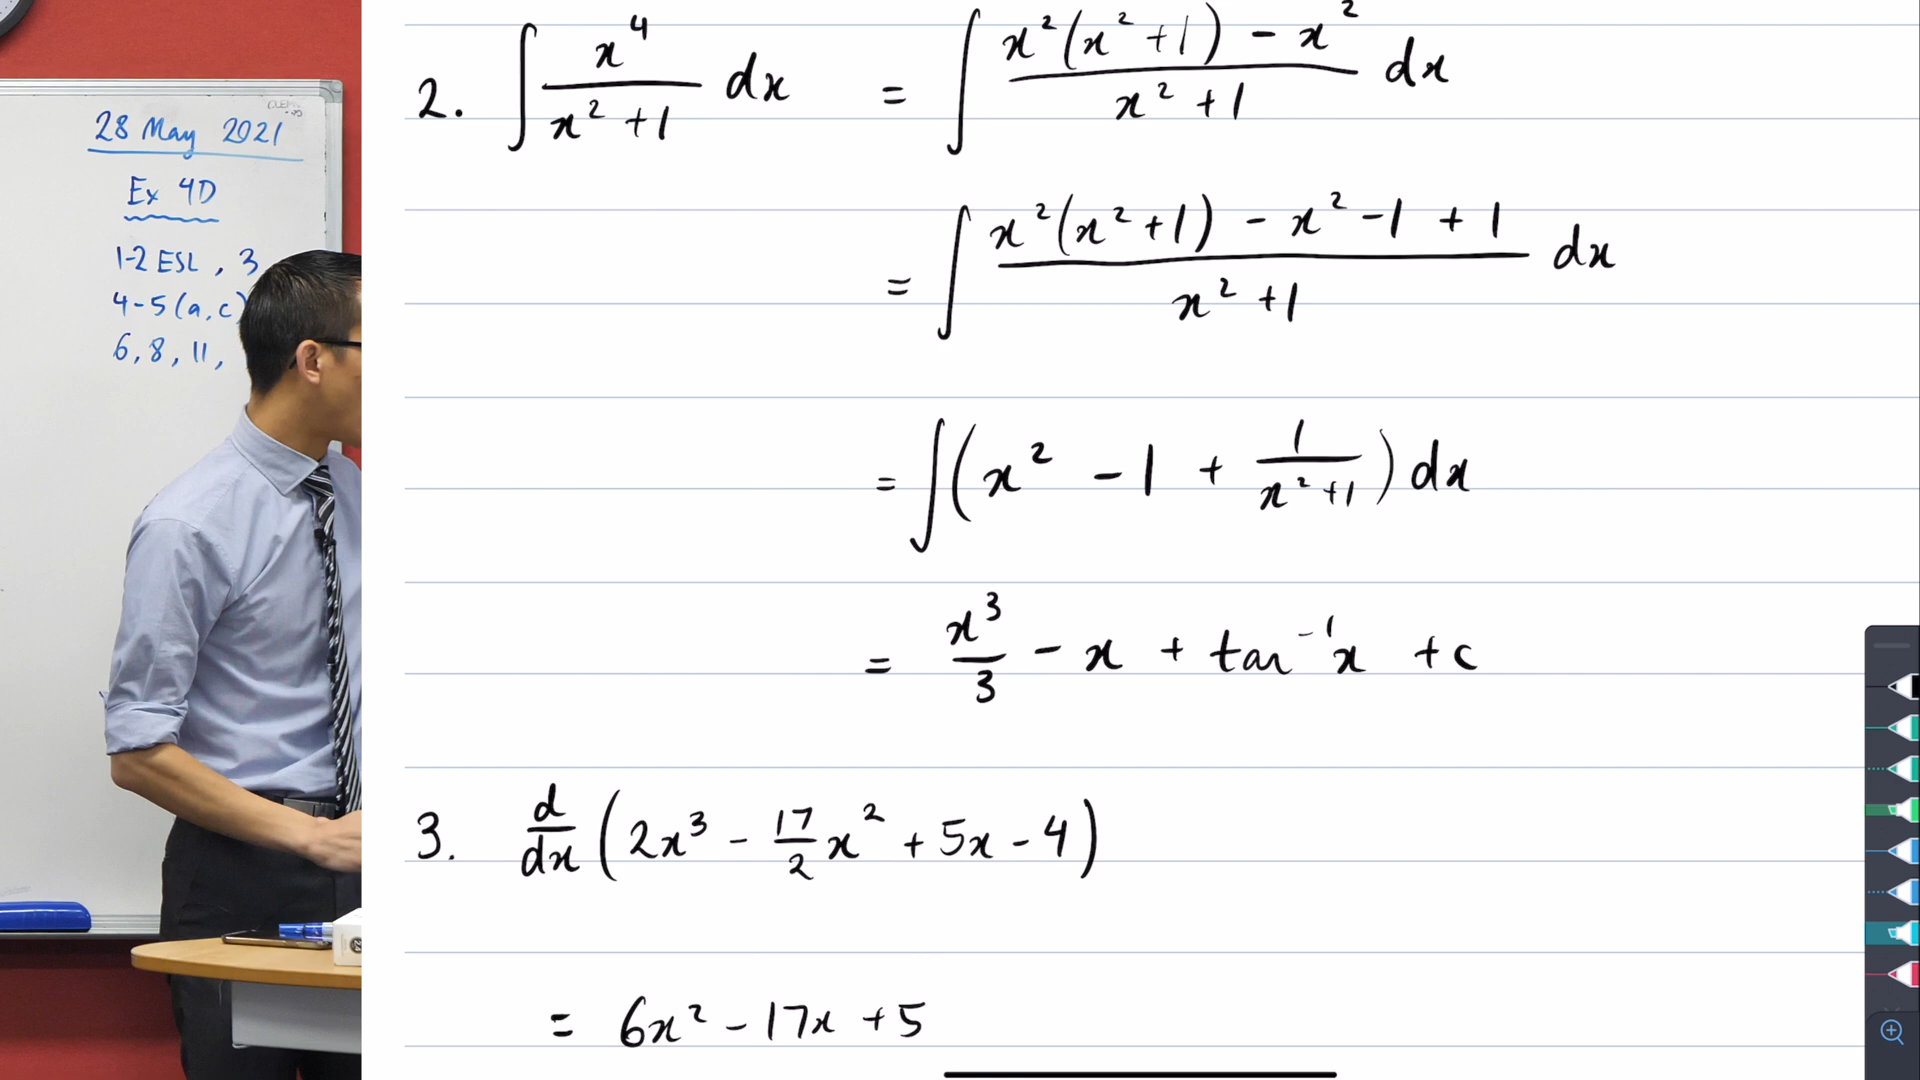 28 May 2021
Ex 4D
1-2 ESL, 3
4-5 (a, c)
6, 8, 11,
2. ∫ x⁴/(x²+1) dx = ∫ (x²(x²+1) - x²)/(x²+1) dx
= ∫ (x²(x²+1) - x² - 1 + 1)/(x²+1) dx
= ∫ (x² - 1 + 1/(x²+1)) dx
= x³/3 - x + tan⁻¹x + c
3. d/dx (2x³ - 17/2 x² + 5x - 4)
= 6x² - 17x + 5